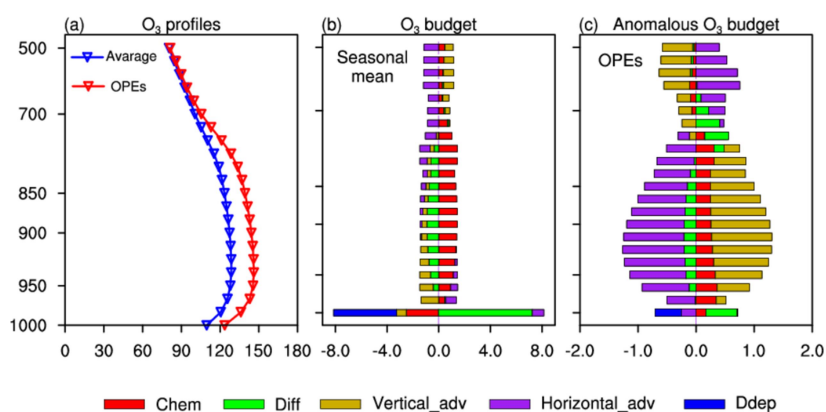 (a) O₃ profiles
500
700
850
900
950
1000
0 30 60 90 120 150 180
Avarage
OPEs
(b) O₃ budget
Seasonal
mean
-8.0 -4.0 0.0 4.0 8.0
(c) Anomalous O₃ budget
OPEs
-2.0 -1.0 0.0 1.0 2.0
Chem Diff Vertical_adv Horizontal_adv Ddep